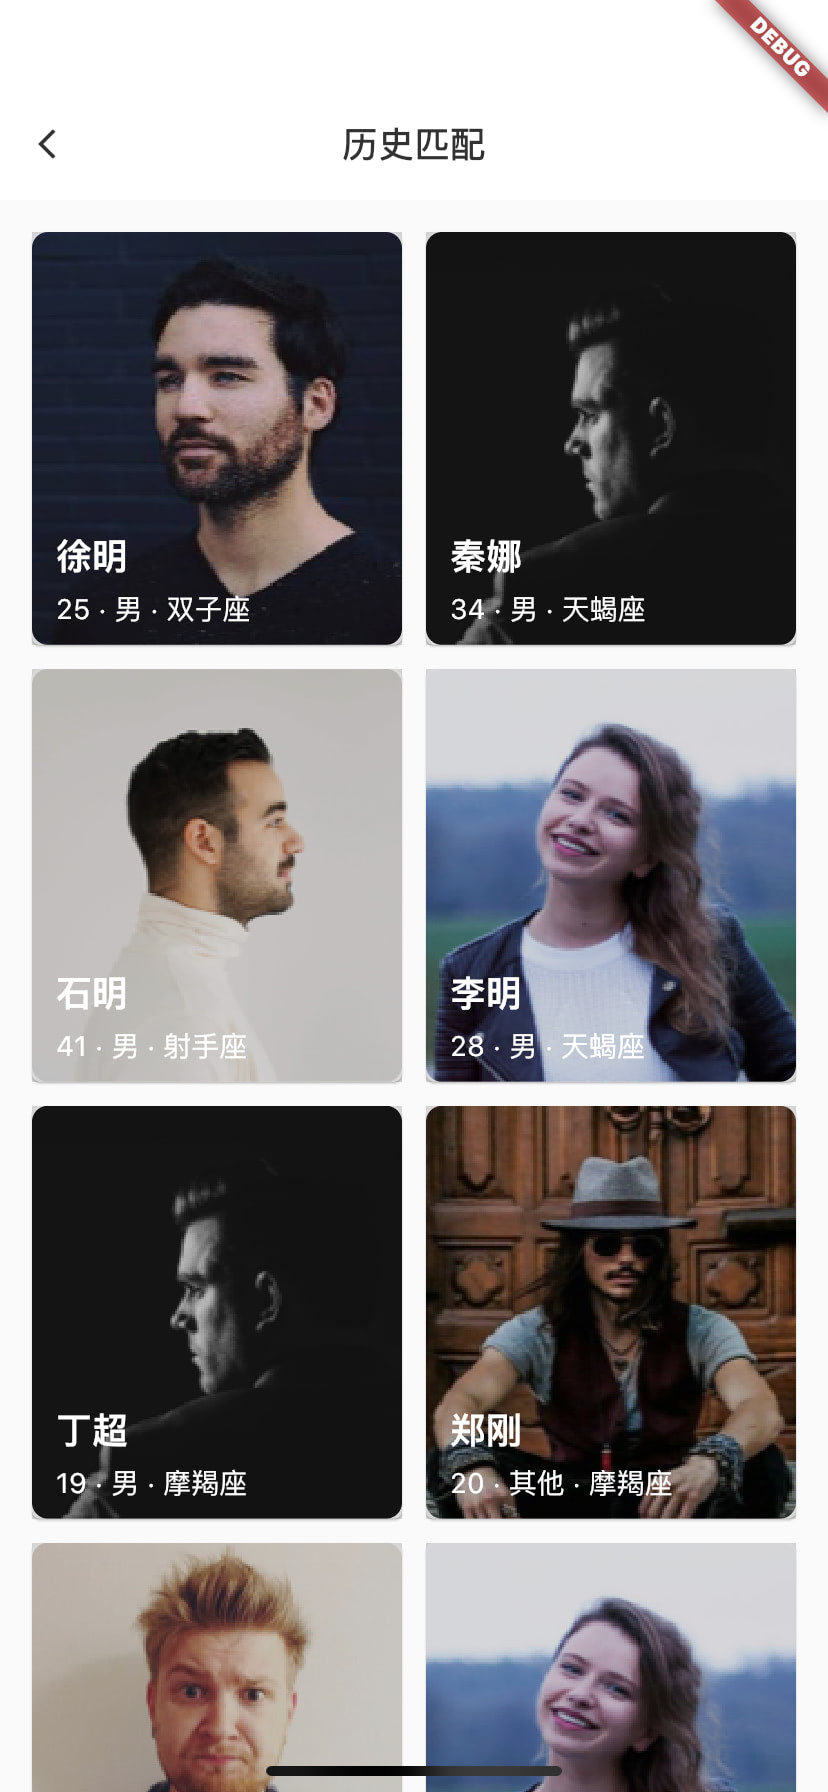 DEBUG
历史匹配
徐明
25 · 男 · 双子座
秦娜
34 · 男 · 天蝎座
石明
41 · 男 · 射手座
李明
28 · 男 · 天蝎座
丁超
19 · 男 · 摩羯座
郑刚
20 · 其他 · 摩羯座